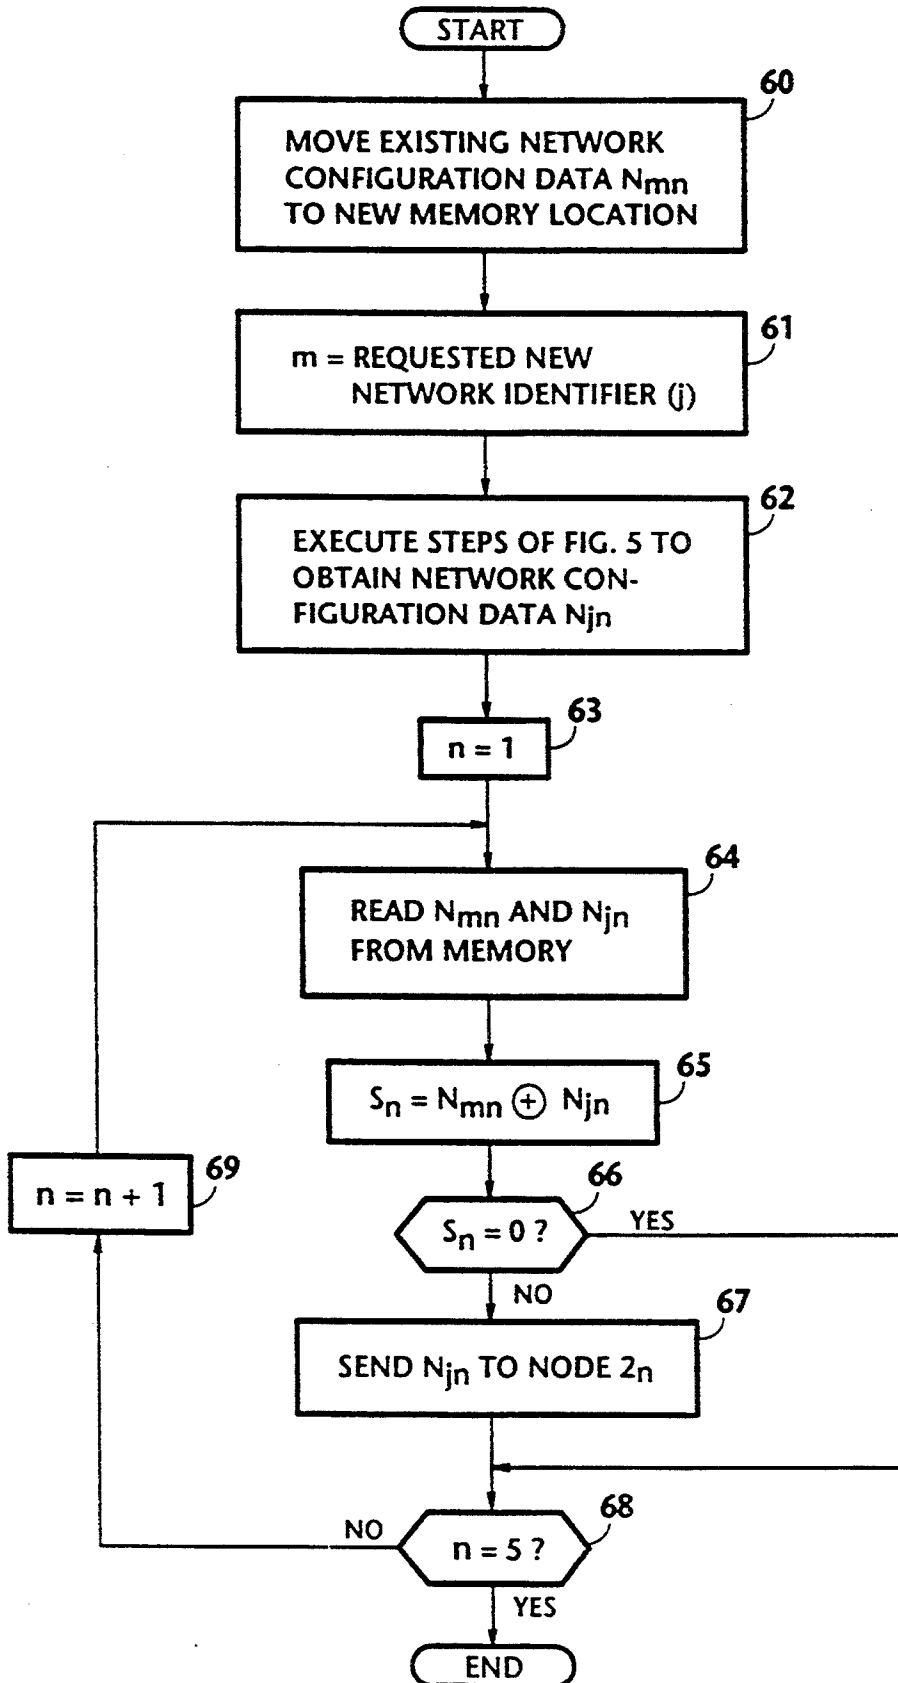 START
60
MOVE EXISTING NETWORK
CONFIGURATION DATA Nmn
TO NEW MEMORY LOCATION
61
m = REQUESTED NEW
NETWORK IDENTIFIER (j)
62
EXECUTE STEPS OF FIG. 5 TO
OBTAIN NETWORK CON-
FIGURATION DATA Njn
63
n = 1
64
READ Nmn AND Njn
FROM MEMORY
65
Sn = Nmn ⊕ Njn
66
Sn = 0 ?
YES
NO
67
SEND Njn TO NODE 2n
68
n = 5 ?
NO
YES
69
n = n + 1
END